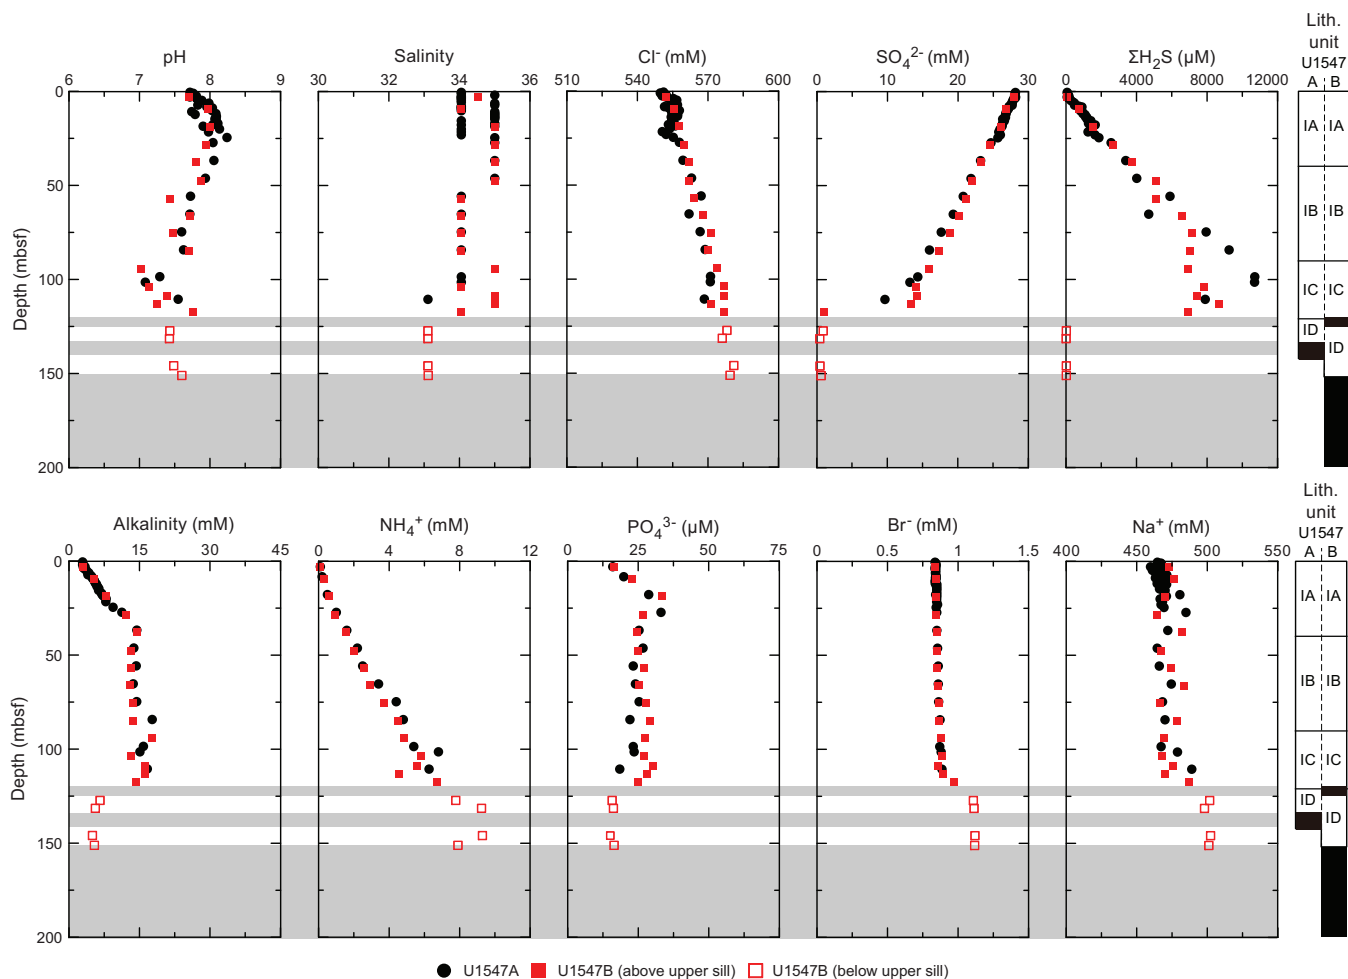 pH
Salinity
Cl⁻ (mM)
SO₄²⁻ (mM)
ΣH₂S (µM)
Lith.
unit
U1547
A B
6 7 8 9
30 32 34 36
510 540 570 600
0 10 20 30
0 4000 8000 12000
0
50
100
150
200
Depth (mbsf)
IA IA
IB IB
IC IC
ID
ID
Alkalinity (mM)
NH₄⁺ (mM)
PO₄³⁻ (µM)
Br⁻ (mM)
Na⁺ (mM)
Lith.
unit
U1547
A B
0 15 30 45
0 4 8 12
0 25 50 75
0 0.5 1 1.5
400 450 500 550
0
50
100
150
200
Depth (mbsf)
IA IA
IB IB
IC IC
ID
ID
U1547A U1547B (above upper sill) U1547B (below upper sill)